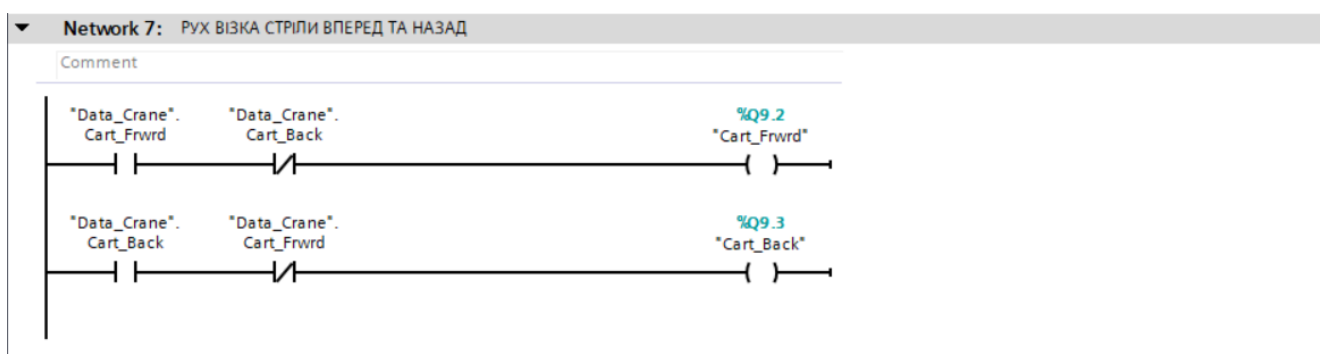 Network 7: РУХ ВІЗКА СТРІЛИ ВПЕРЕД ТА НАЗАД
Comment
"Data_Crane". "Data_Crane". %Q9.2
Cart_Frwrd Cart_Back "Cart_Frwrd"
"Data_Crane". "Data_Crane". %Q9.3
Cart_Back Cart_Frwrd "Cart_Back"